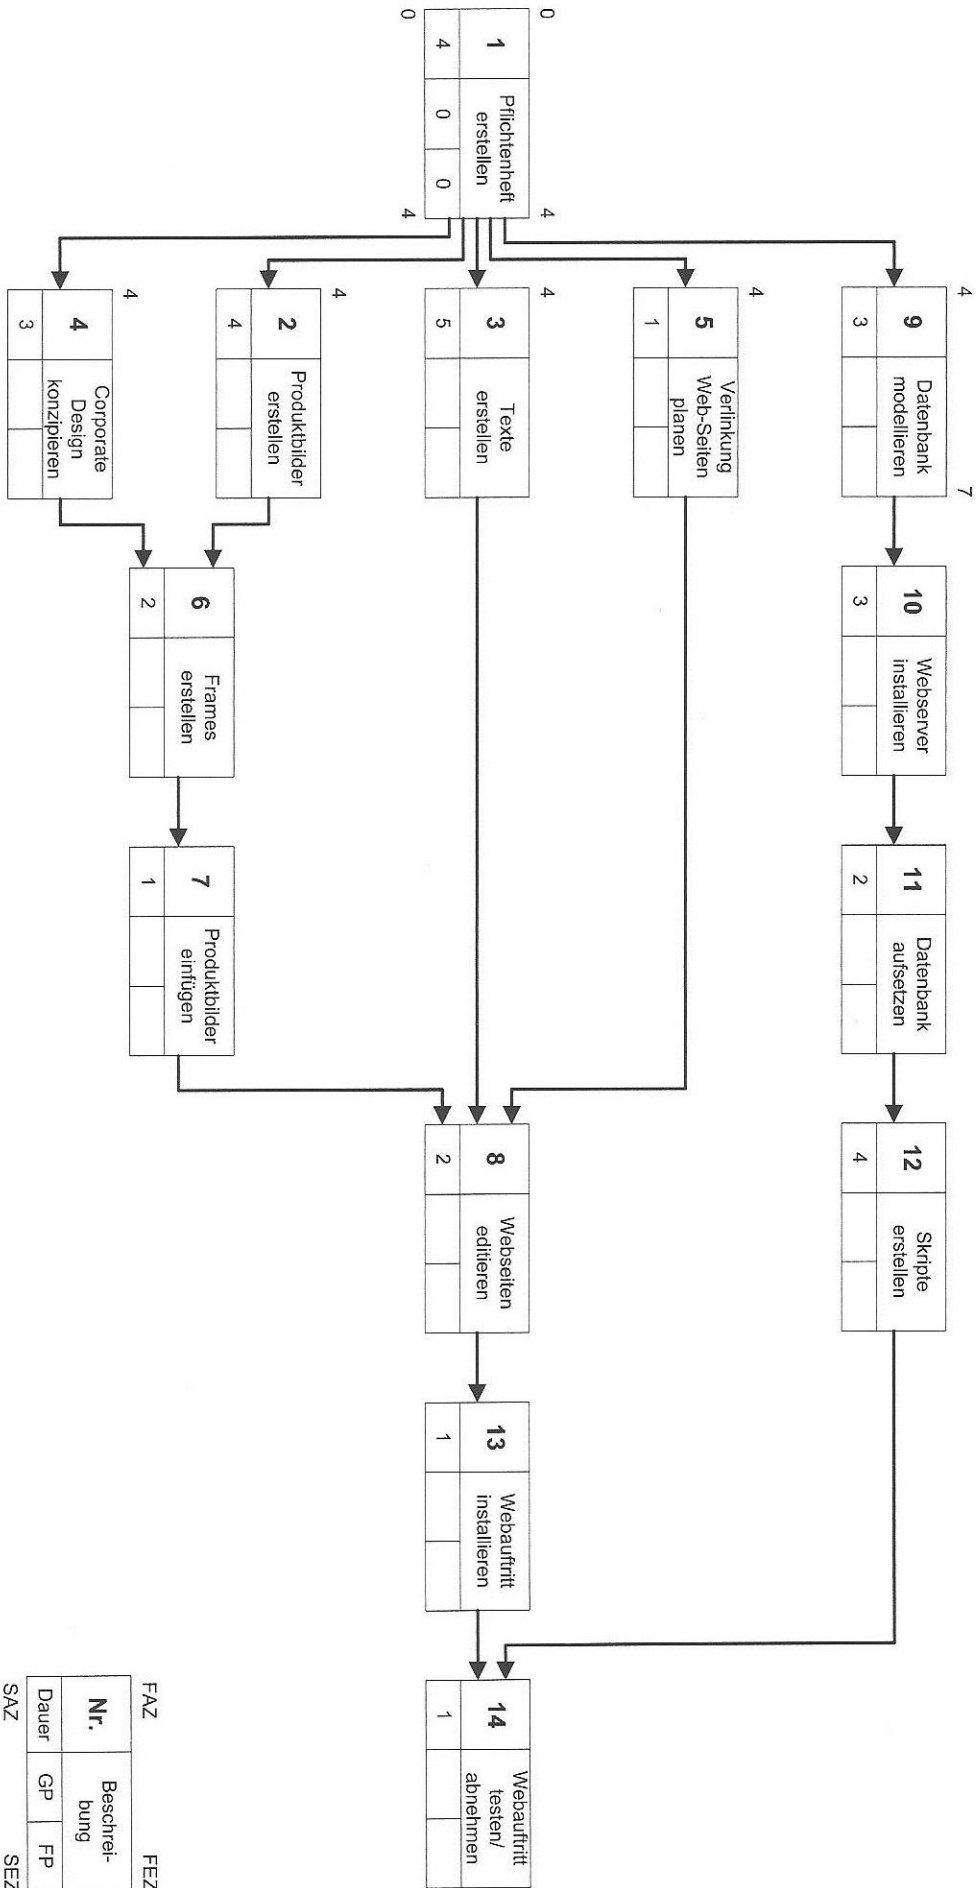 0
4
1
Pflichtenheft
erstellen
4
0
0
0
4
4
7
9
Datenbank
modellieren
3
10
Webserver
installieren
3
11
Datenbank
aufsetzen
2
12
Skripte
erstellen
4
4
5
Verlinkung
Web-Seiten
planen
1
4
3
Texte
erstellen
5
8
Webseiten
editieren
2
13
Webauftritt
installieren
1
14
Webauftritt
testen/
abnehmen
1
4
2
Produktbilder
erstellen
4
6
Frames
erstellen
2
7
Produktbilder
einfügen
1
4
4
Corporate
Design
konzipieren
3
FAZ
FEZ
Nr.
Beschrei-
bung
Dauer
GP
FP
SAZ
SEZ